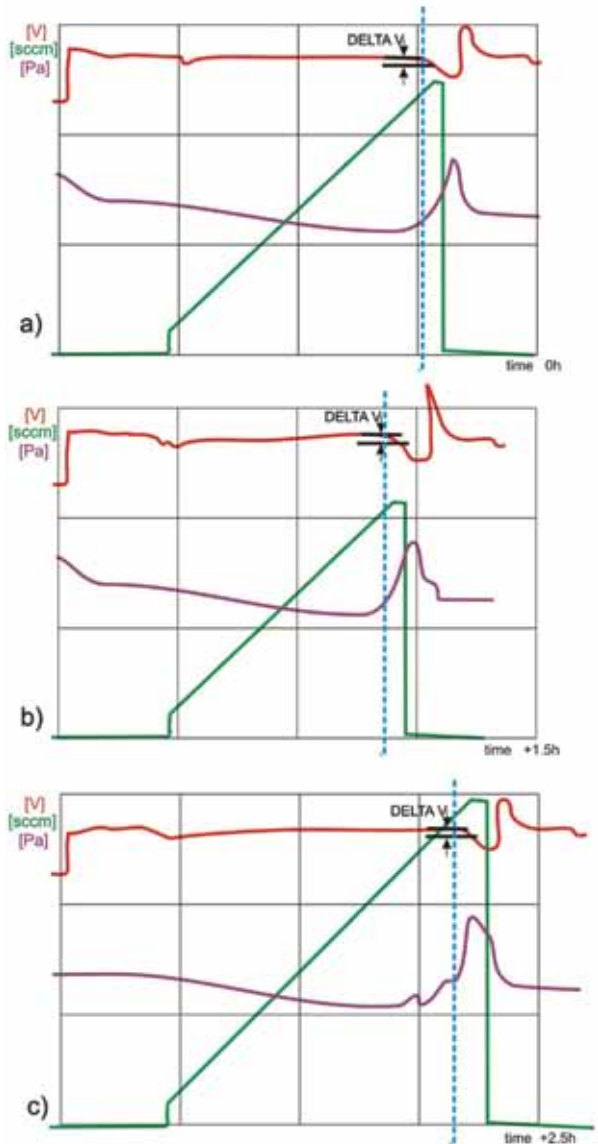 [V]
[sccm]
[Pa]
DELTA V
a)
time 0h
[V]
[sccm]
[Pa]
DELTA V
b)
time +1.5h
[V]
[sccm]
[Pa]
DELTA V
c)
time +2.5h